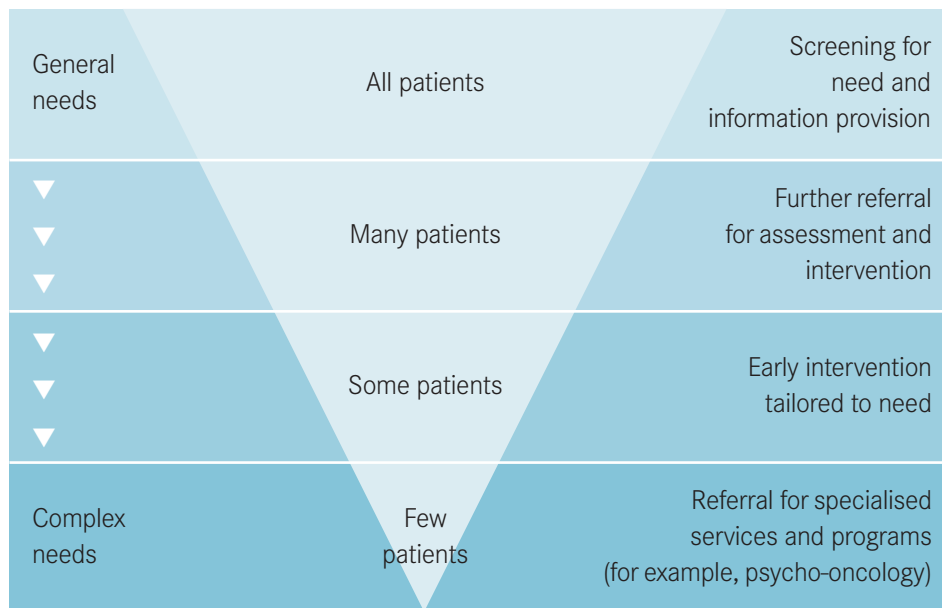 General
needs
All patients
Screening for
need and
information provision
Many patients
Further referral
for assessment and
intervention
Some patients
Early intervention
tailored to need
Complex
needs
Few
patients
Referral for specialised
services and programs
(for example, psycho-oncology)